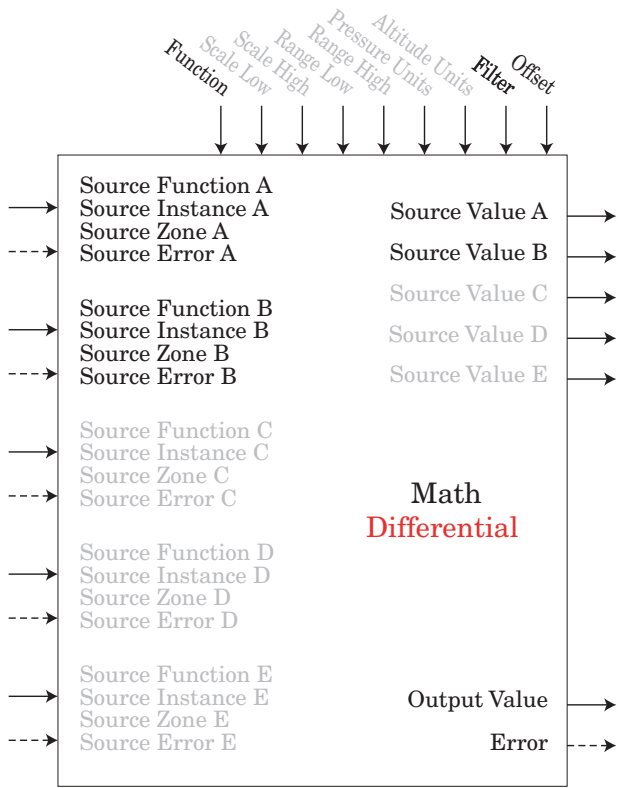 Function
Scale Low
Scale High
Range Low
Range High
Pressure Units
Altitude Units
Filter
Offset
Source Function A
Source Instance A
Source Zone A
Source Error A
Source Function B
Source Instance B
Source Zone B
Source Error B
Source Function C
Source Instance C
Source Zone C
Source Error C
Source Function D
Source Instance D
Source Zone D
Source Error D
Source Function E
Source Instance E
Source Zone E
Source Error E
Source Value A
Source Value B
Source Value C
Source Value D
Source Value E
Math
Differential
Output Value
Error